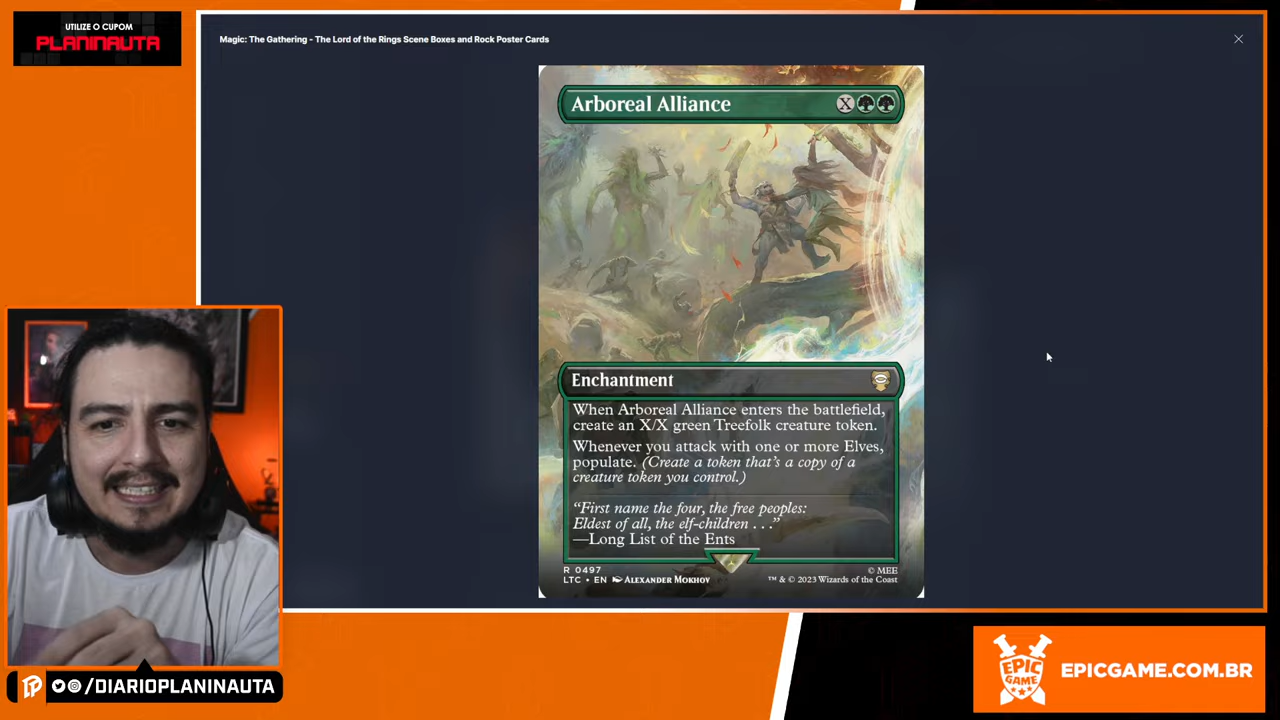 UTILIZE O CUPOM
PLANINAUTA
Magic: The Gathering - The Lord of the Rings Scene Boxes and Rock Poster Cards
Arboreal Alliance X
Enchantment
When Arboreal Alliance enters the battlefield,
create an X/X green Treefolk creature token.
Whenever you attack with one or more Elves,
populate. (Create a token that's a copy of a
creature token you control.)
"First name the four, the free peoples:
Eldest of all, the elf-children . . ."
—Long List of the Ents
R 0497
LTC • EN ALEXANDER MOKHOV
© MEE
™ & © 2023 Wizards of the Coast
/DIARIOPLANINAUTA
EPIC
GAME
EPICGAME.COM.BR